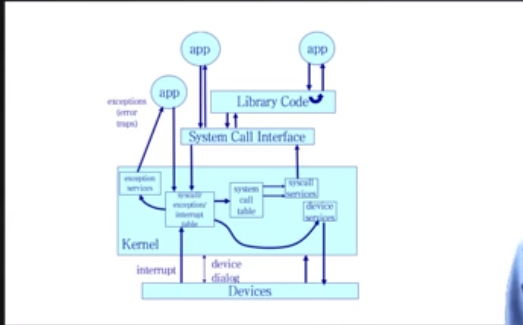 app
app
app
exceptions
(error
traps)
Library Code
System Call Interface
exception
services
syscall/
exception/
interrupt
table
system
call
table
syscall
services
device
services
Kernel
interrupt
device
dialog
Devices